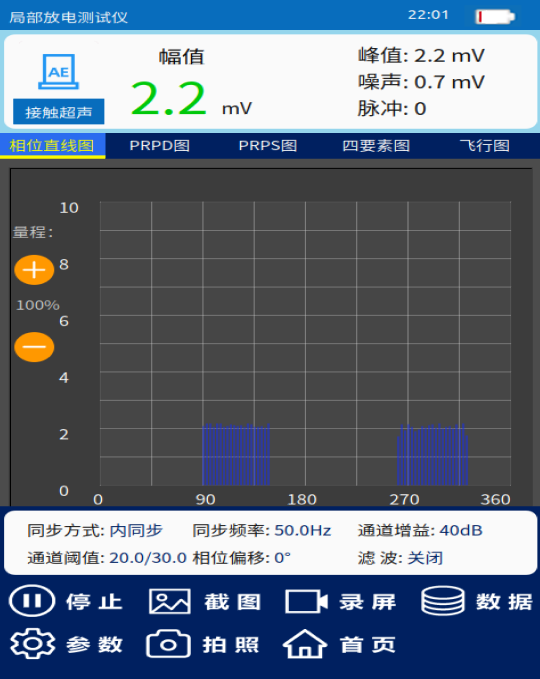 局部放电测试仪 22:01
AE
接触超声
幅值
2.2 mV
峰值: 2.2 mV
噪声: 0.7 mV
脉冲: 0
相位直线图 PRPD图 PRPS图 四要素图 飞行图
量程:
100%
10
8
6
4
2
0
0 90 180 270 360
同步方式: 内同步 同步频率: 50.0Hz 通道增益: 40dB
通道阈值: 20.0/30.0 相位偏移: 0° 滤 波: 关闭
停止 截图 录屏 数据
参数 拍照 首页